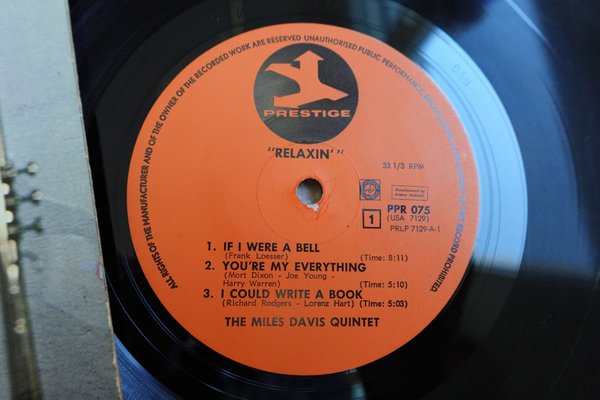 ALL RIGHTS OF THE MANUFACTURER AND OF THE OWNER OF THE RECORDED WORK ARE RESERVED UNAUTHORISED PUBLIC PERFORMANCE
RECORD PROHIBITED.
PRESTIGE
"RELAXIN'"
33 1/3 RPM
1
PPR 075
(USA 7129)
PRLP 7129-A-1
1. IF I WERE A BELL
(Frank Loesser) (Time: 8:11)
2. YOU'RE MY EVERYTHING
(Mort Dixon - Joe Young -
Harry Warren) (Time: 5:10)
3. I COULD WRITE A BOOK
(Richard Rodgers - Lorenz Hart) (Time: 5:03)
THE MILES DAVIS QUINTET